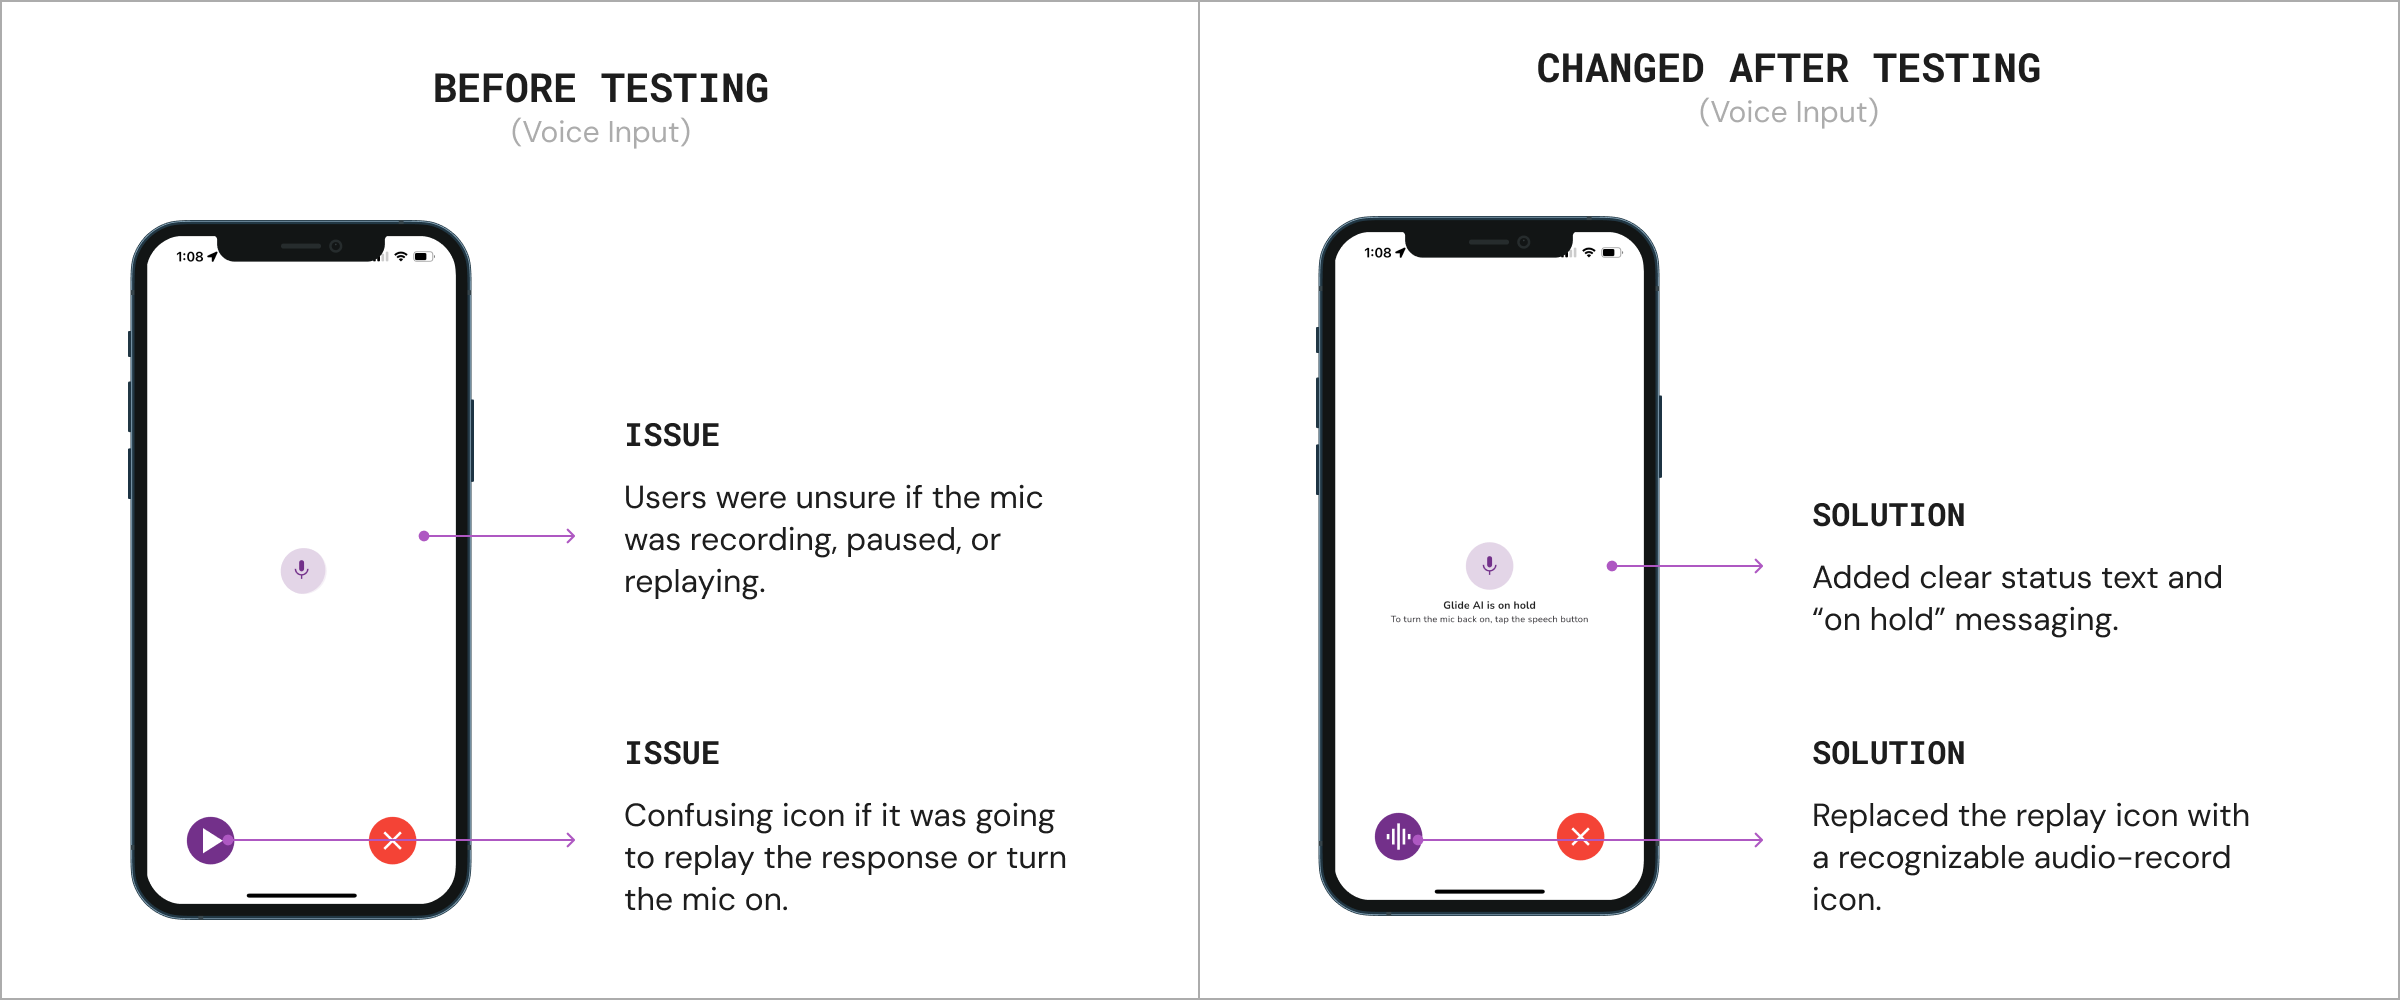 BEFORE TESTING
(Voice Input)
1:08
ISSUE
Users were unsure if the mic
was recording, paused, or
replaying.
ISSUE
Confusing icon if it was going
to replay the response or turn
the mic on.
CHANGED AFTER TESTING
(Voice Input)
1:08
Glide AI is on hold
To turn the mic back on, tap the speech button
SOLUTION
Added clear status text and
“on hold” messaging.
SOLUTION
Replaced the replay icon with
a recognizable audio-record
icon.